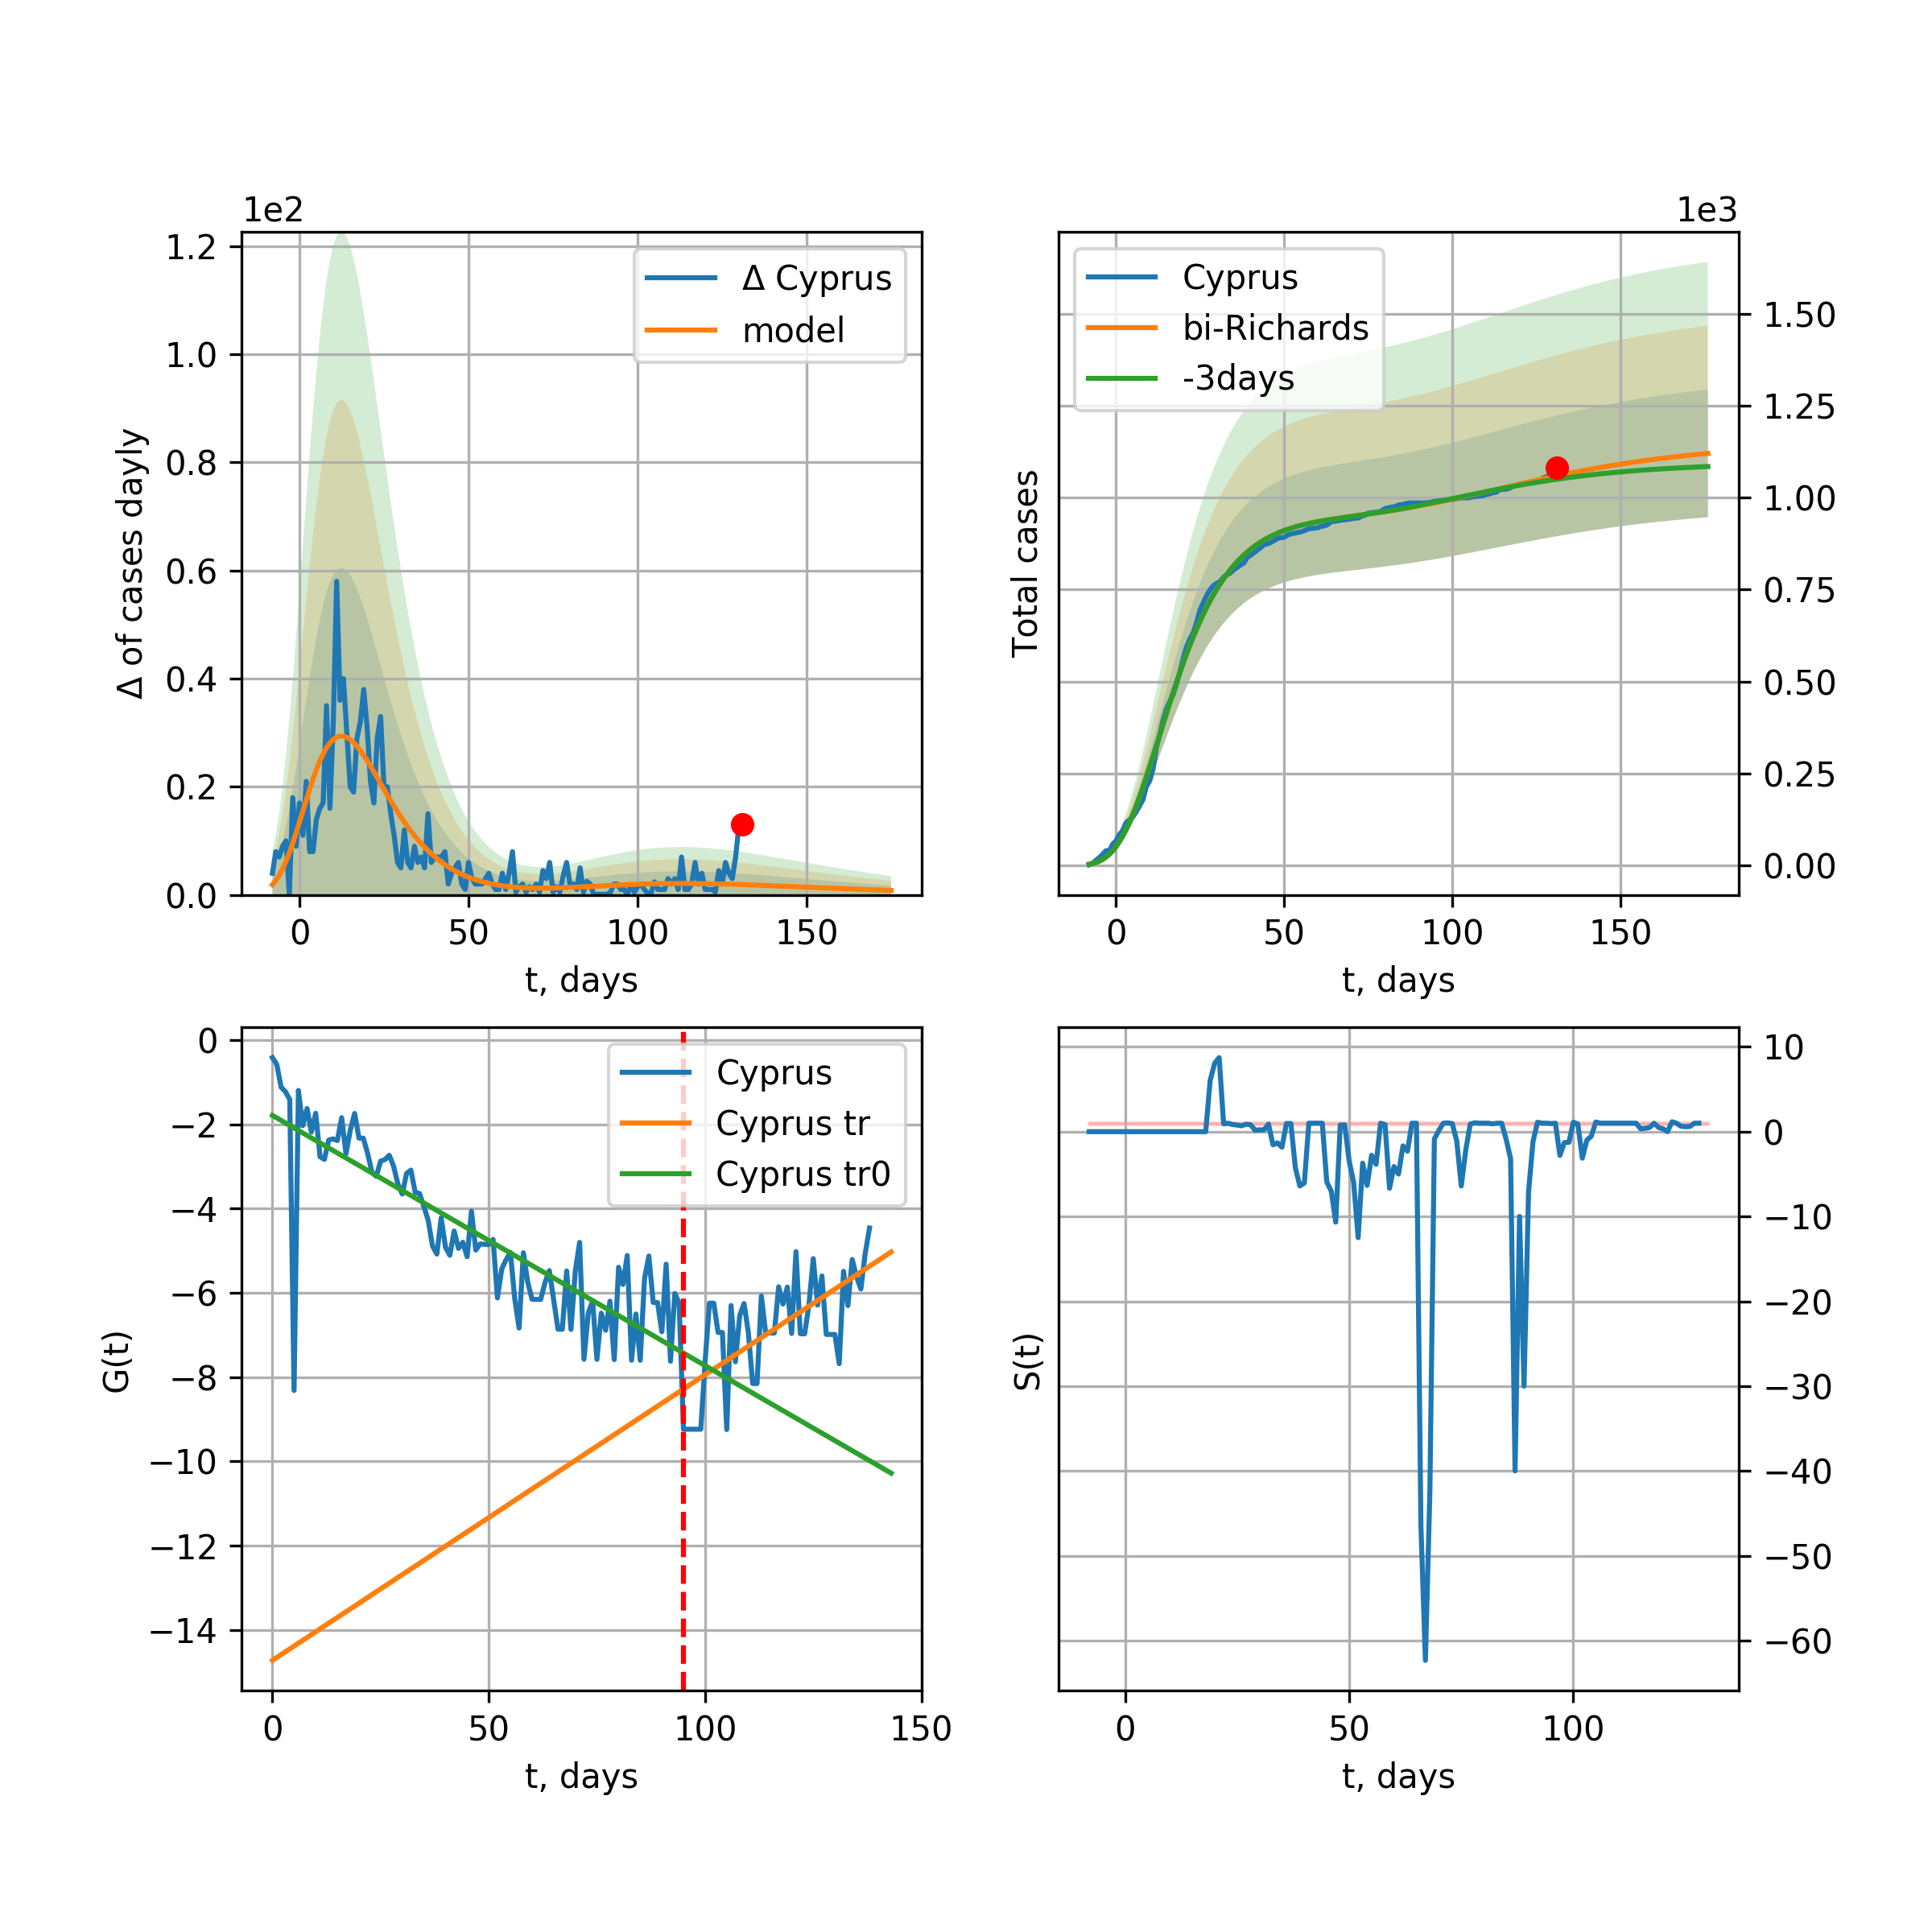 1e2
Δ of cases dayly
1.2
1.0
0.8
0.6
0.4
0.2
0.0
Δ Cyprus
model
0 50 100 150
t, days
1e3
Total cases
Cyprus
bi-Richards
-3days
1.50
1.25
1.00
0.75
0.50
0.25
0.00
0 50 100 150
t, days
G(t)
0
−2
−4
−6
−8
−10
−12
−14
Cyprus
Cyprus tr
Cyprus tr0
0 50 100 150
t, days
S(t)
10
0
−10
−20
−30
−40
−50
−60
0 50 100
t, days